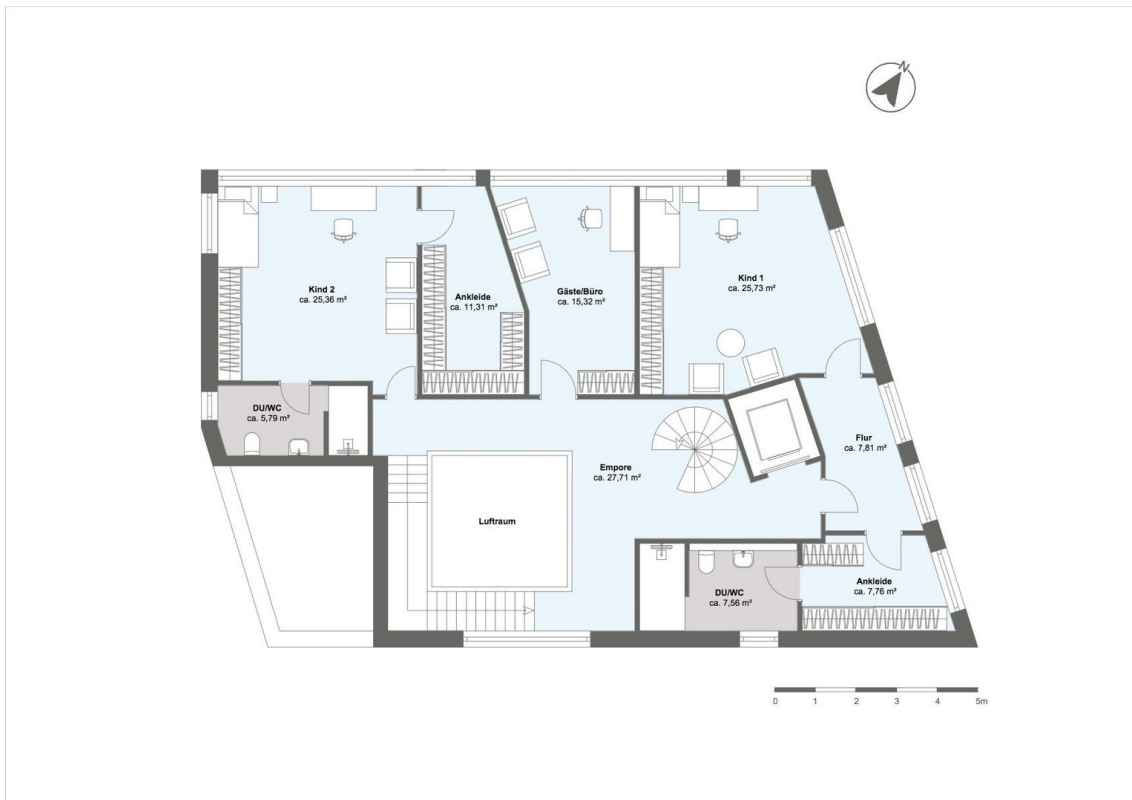 N
Kind 2
ca. 25,36 m²
Ankleide
ca. 11,31 m²
Gäste/Büro
ca. 15,32 m²
Kind 1
ca. 25,73 m²
DU/WC
ca. 5,79 m²
Flur
ca. 7,81 m²
Empore
ca. 27,71 m²
Luftraum
DU/WC
ca. 7,56 m²
Ankleide
ca. 7,76 m²
0 1 2 3 4 5m